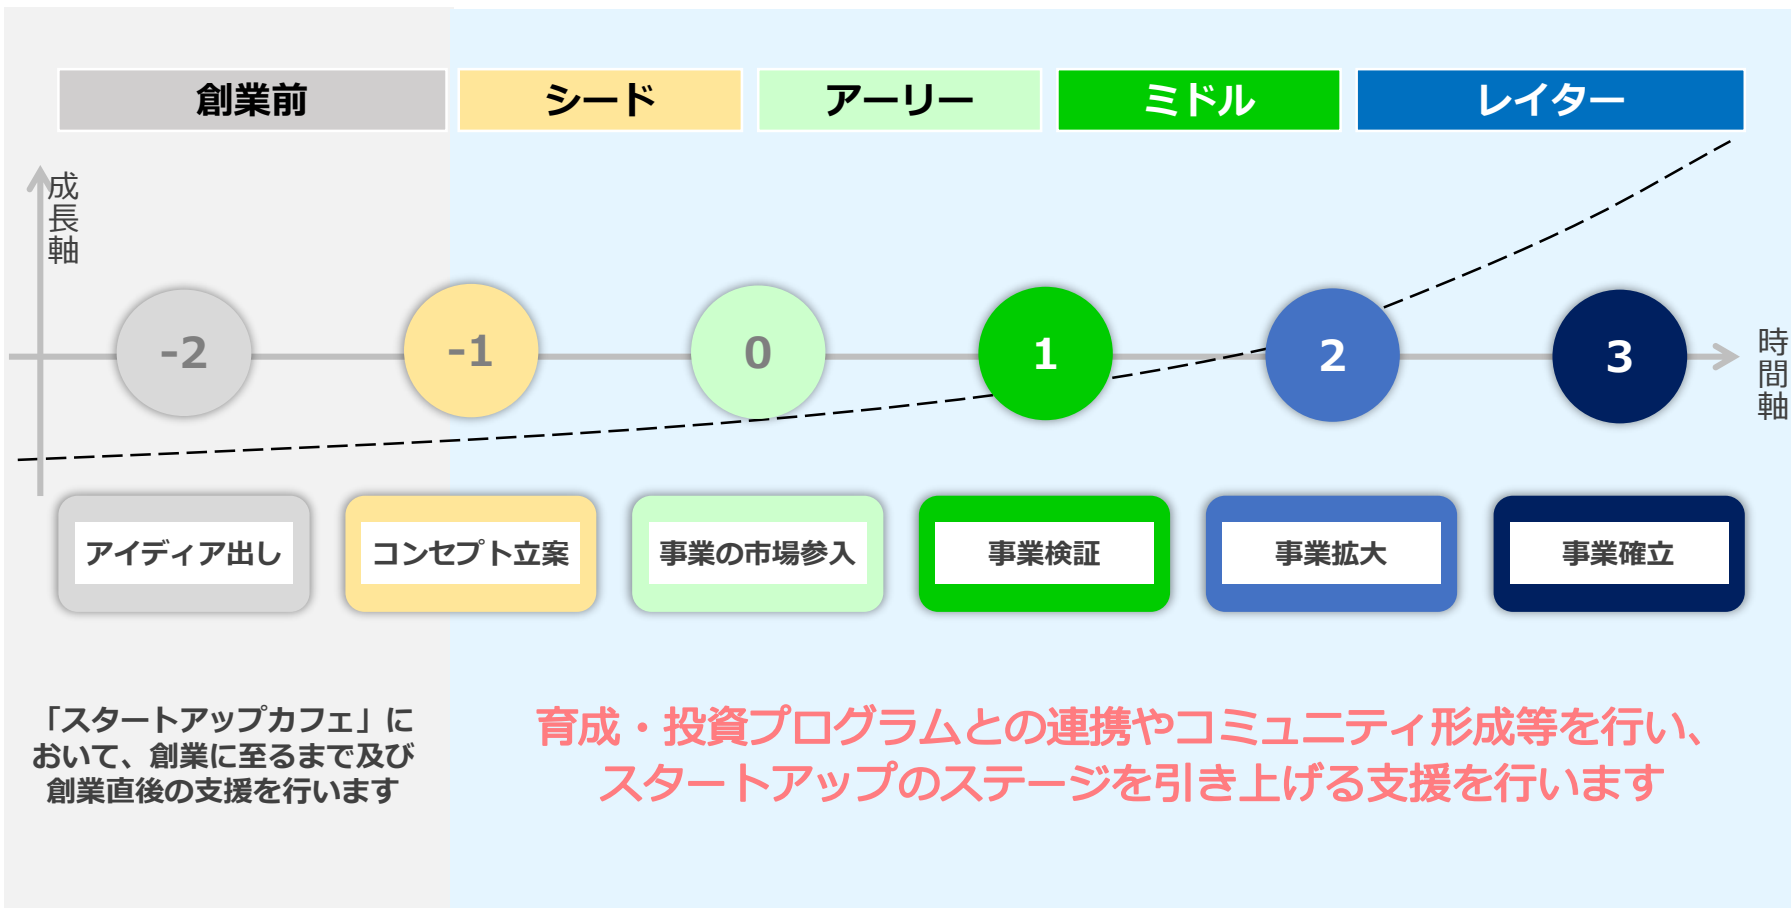 創業前
シード
アーリー
ミドル
レイター
成長軸
-2
-1
0
1
2
3
時間軸
アイディア出し
コンセプト立案
事業の市場参入
事業検証
事業拡大
事業確立
「スタートアップカフェ」に
おいて、創業に至るまで及び
創業直後の支援を行います
育成・投資プログラムとの連携やコミュニティ形成等を行い、
スタートアップのステージを引き上げる支援を行います